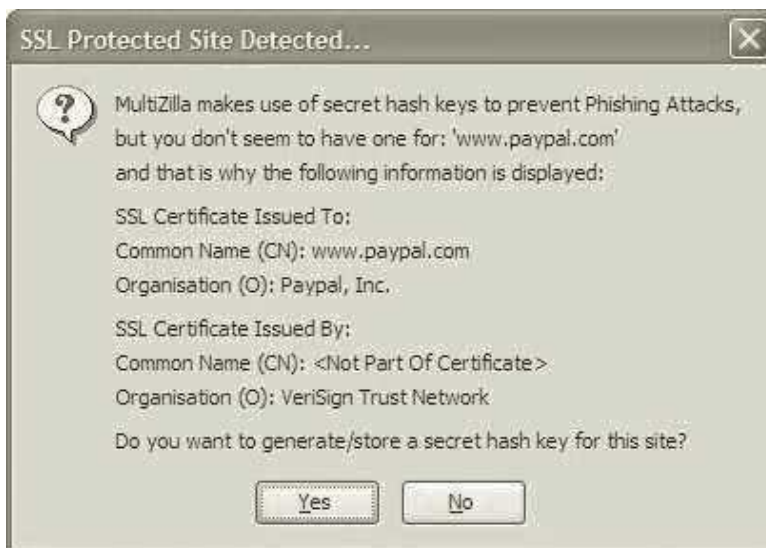 SSL Protected Site Detected...
MultiZilla makes use of secret hash keys to prevent Phishing Attacks,
but you don't seem to have one for: 'www.paypal.com'
and that is why the following information is displayed:
SSL Certificate Issued To:
Common Name (CN): www.paypal.com
Organisation (O): Paypal, Inc.
SSL Certificate Issued By:
Common Name (CN): <Not Part Of Certificate>
Organisation (O): VeriSign Trust Network
Do you want to generate/store a secret hash key for this site?
Yes No